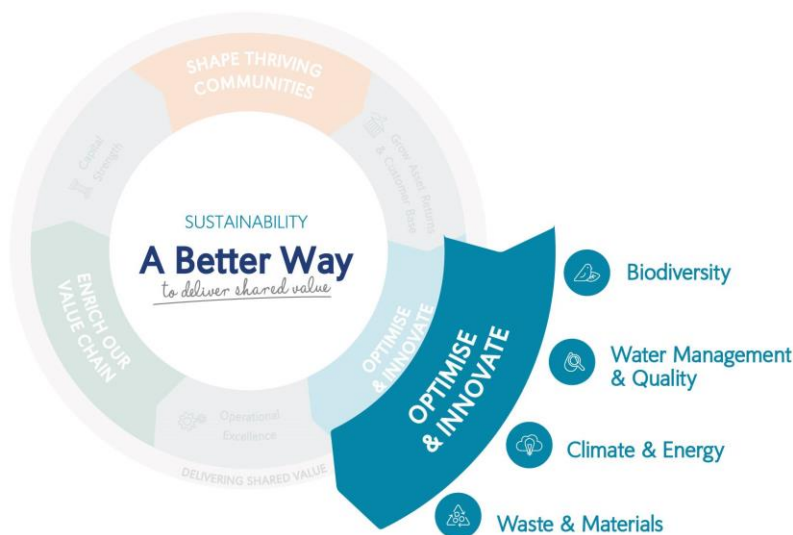 SHAPE THRIVING
COMMUNITIES
Capital
Strength
Grow Asset Returns
& Customer Base
SUSTAINABILITY
A Better Way
to deliver shared value
ENRICH OUR
VALUE CHAIN
OPTIMISE
& INNOVATE
OPTIMISE
& INNOVATE
Operational
Excellence
DELIVERING SHARED VALUE
Biodiversity
Water Management
& Quality
Climate & Energy
Waste & Materials